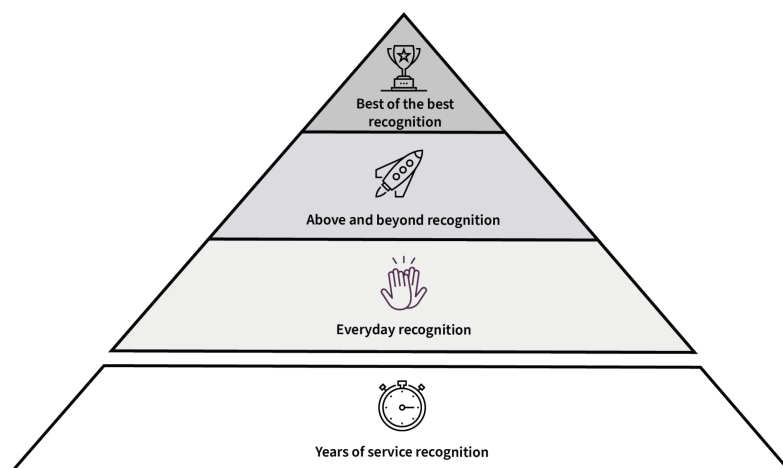 Best of the best
recognition
Above and beyond recognition
Everyday recognition
Years of service recognition